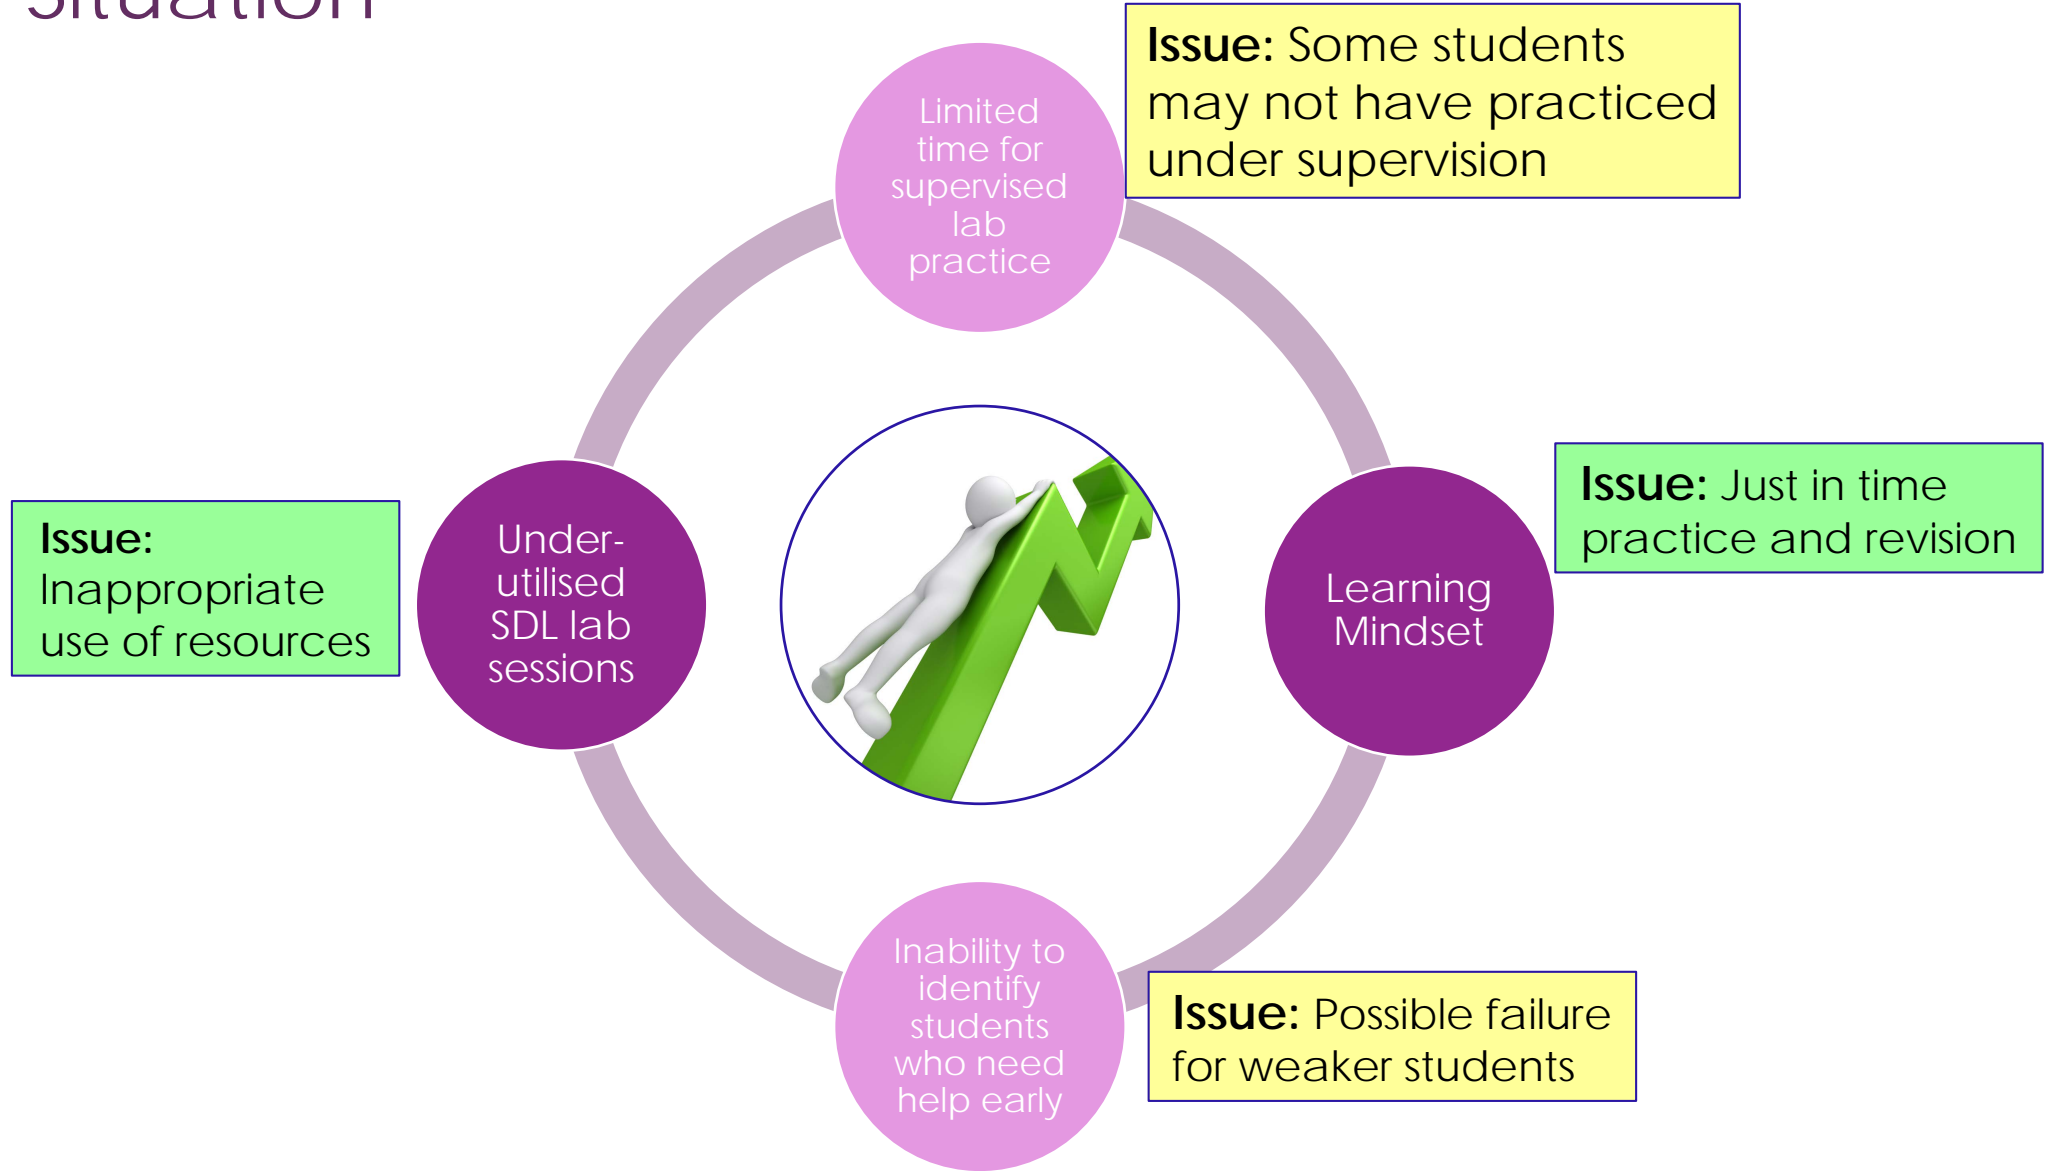 Situation
Limited
time for
supervised
lab
practice
Issue: Some students
may not have practiced
under supervision
Learning
Mindset
Issue: Just in time
practice and revision
Inability to
identify
students
who need
help early
Issue: Possible failure
for weaker students
Under-
utilised
SDL lab
sessions
Issue:
Inappropriate
use of resources